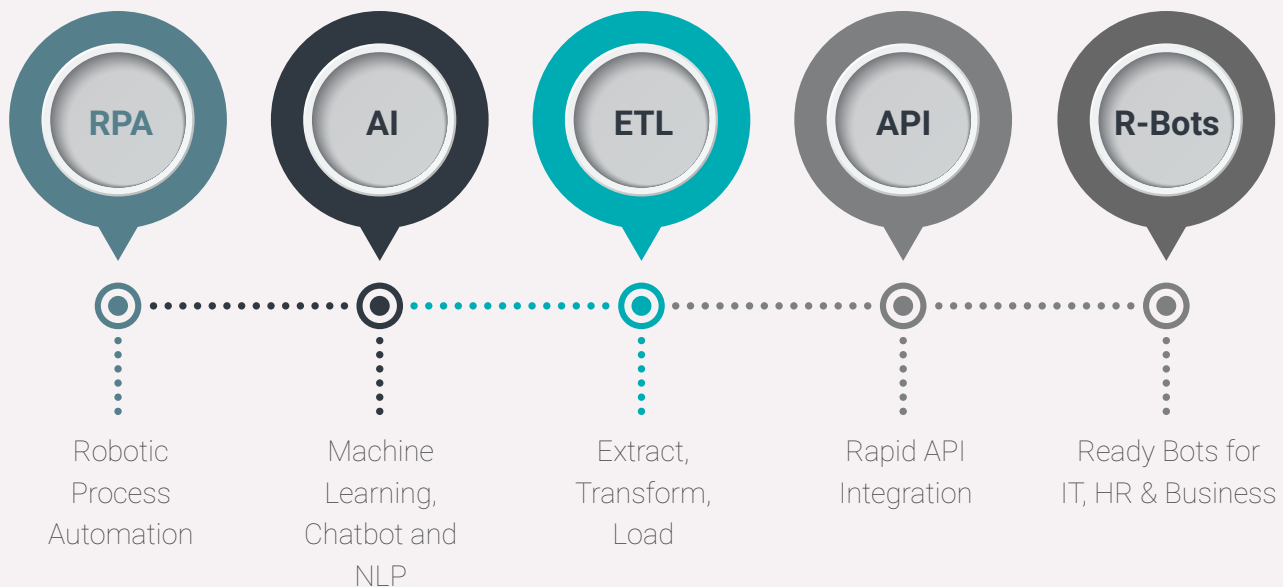 RPA
AI
ETL
API
R-Bots
Robotic
Process
Automation
Machine
Learning,
Chatbot and
NLP
Extract,
Transform,
Load
Rapid API
Integration
Ready Bots for
IT, HR & Business